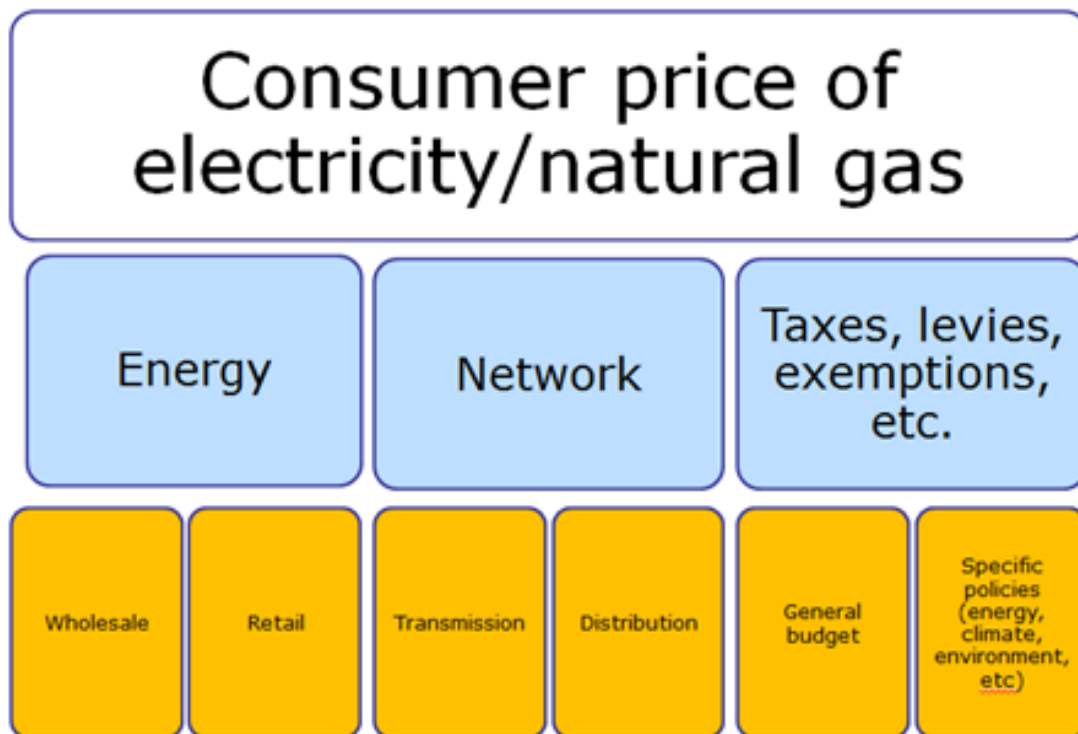 Consumer price of
electricity/natural gas
Energy
Network
Taxes, levies,
exemptions,
etc.
Wholesale
Retail
Transmission
Distribution
General
budget
Specific
policies
(energy,
climate,
environment,
etc)